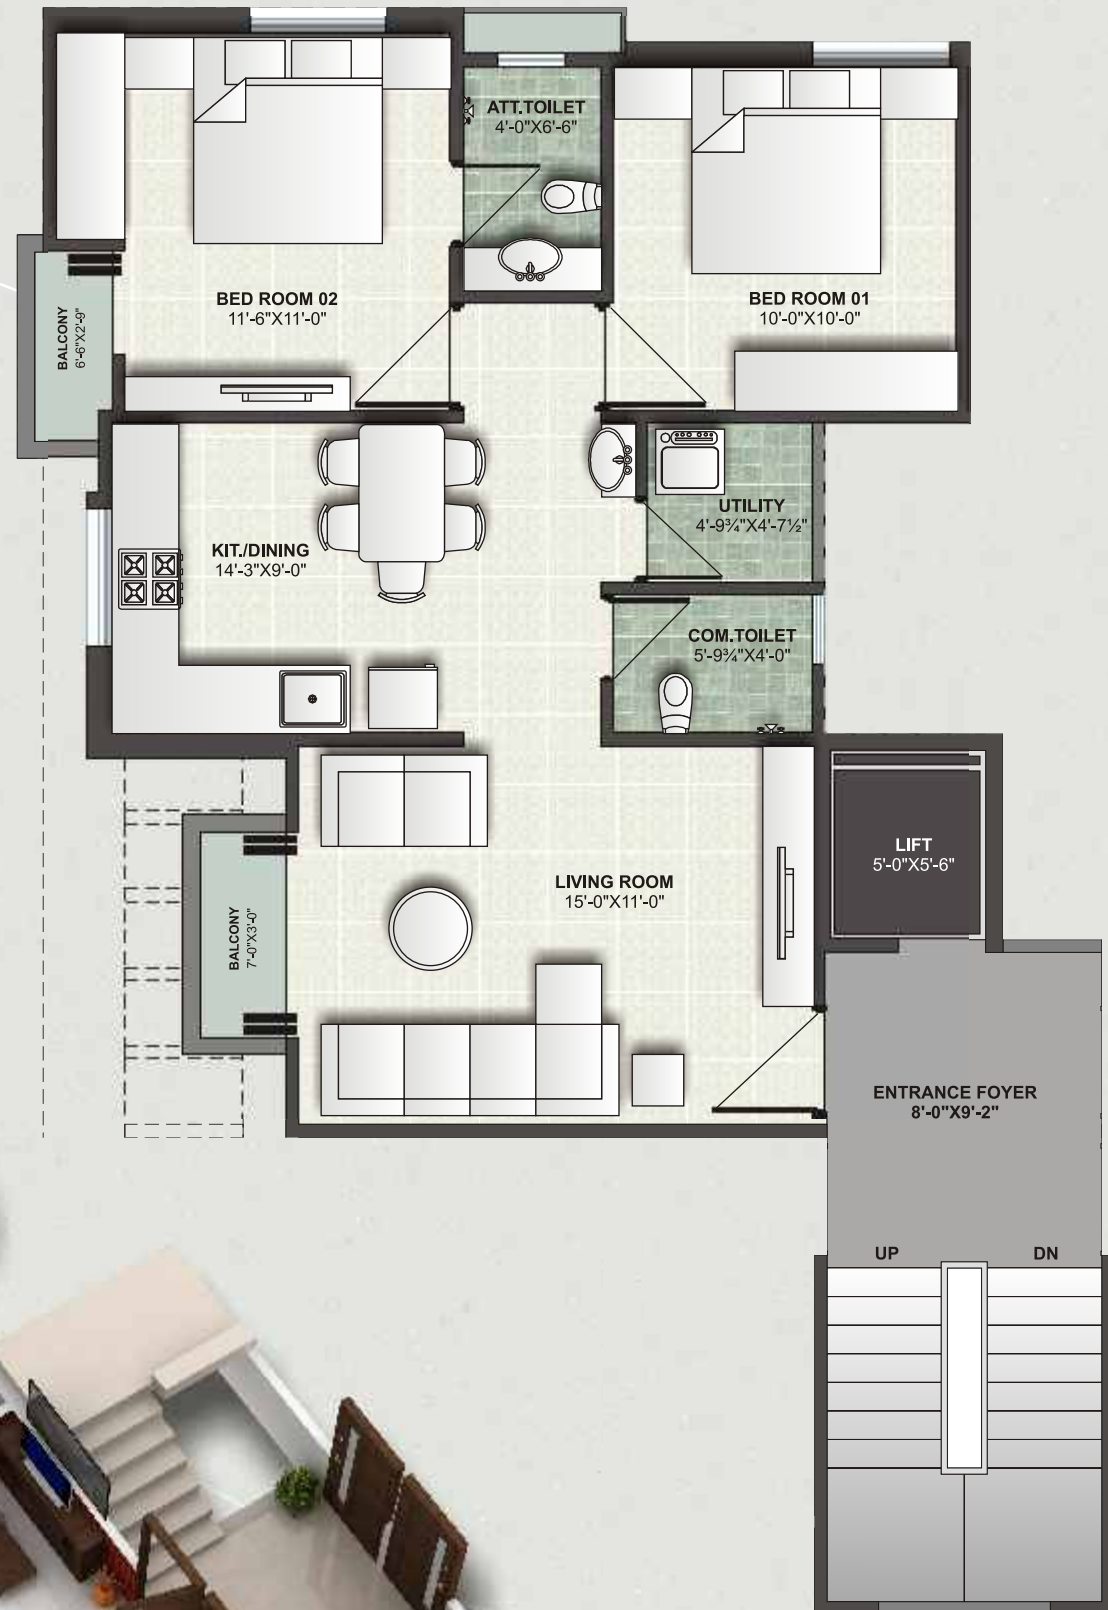 ATT.TOILET
4'-0"X6'-6"
BED ROOM 02
11'-6"X11'-0"
BED ROOM 01
10'-0"X10'-0"
BALCONY
6'-6"X2'-9"
UTILITY
4'-9¾"X4'-7½"
KIT./DINING
14'-3"X9'-0"
COM.TOILET
5'-9¾"X4'-0"
LIFT
5'-0"X5'-6"
LIVING ROOM
15'-0"X11'-0"
BALCONY
7'-0"X3'-0"
ENTRANCE FOYER
8'-0"X9'-2"
UP
DN